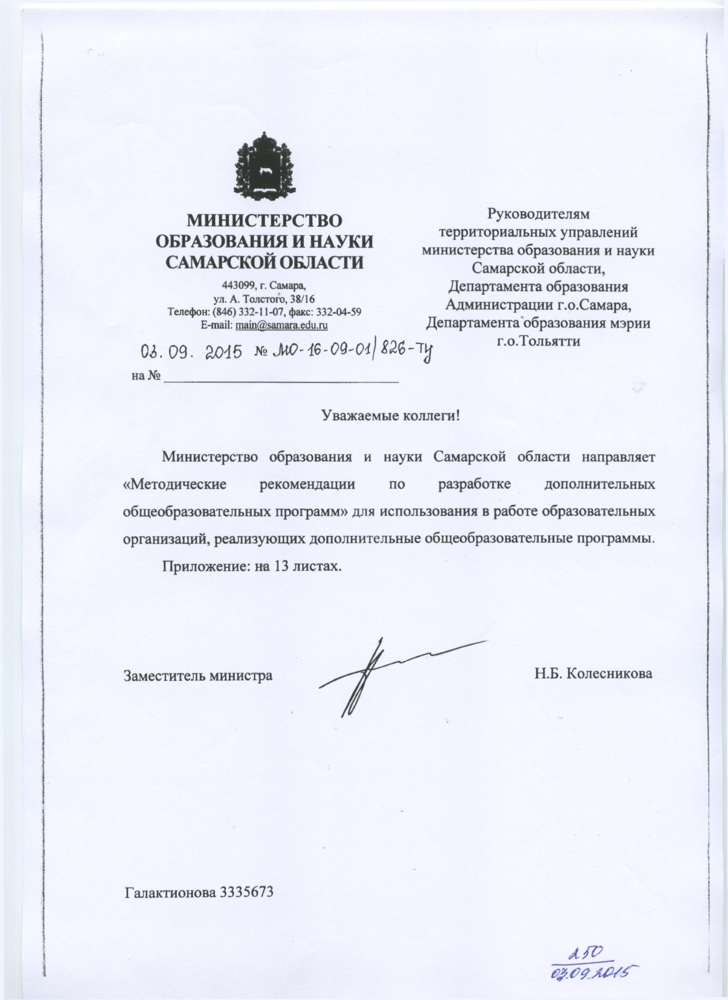 МИНИСТЕРСТВО
ОБРАЗОВАНИЯ И НАУКИ
САМАРСКОЙ ОБЛАСТИ
443099, г. Самара,
ул. А. Толстого, 38/16
Телефон: (846) 332-11-07, факс: 332-04-59
E-mail: main@samara.edu.ru
03.09.2015 № МО-16-09-01/826-ТУ
на №
Руководителям
территориальных управлений
министерства образования и науки
Самарской области,
Департамента образования
Администрации г.о.Самара,
Департамента образования мэрии
г.о.Тольятти
Уважаемые коллеги!
Министерство образования и науки Самарской области направляет
«Методические рекомендации по разработке дополнительных
общеобразовательных программ» для использования в работе образовательных
организаций, реализующих дополнительные общеобразовательные программы.
Приложение: на 13 листах.
Заместитель министра
Н.Б. Колесникова
Галактионова 3335673
250